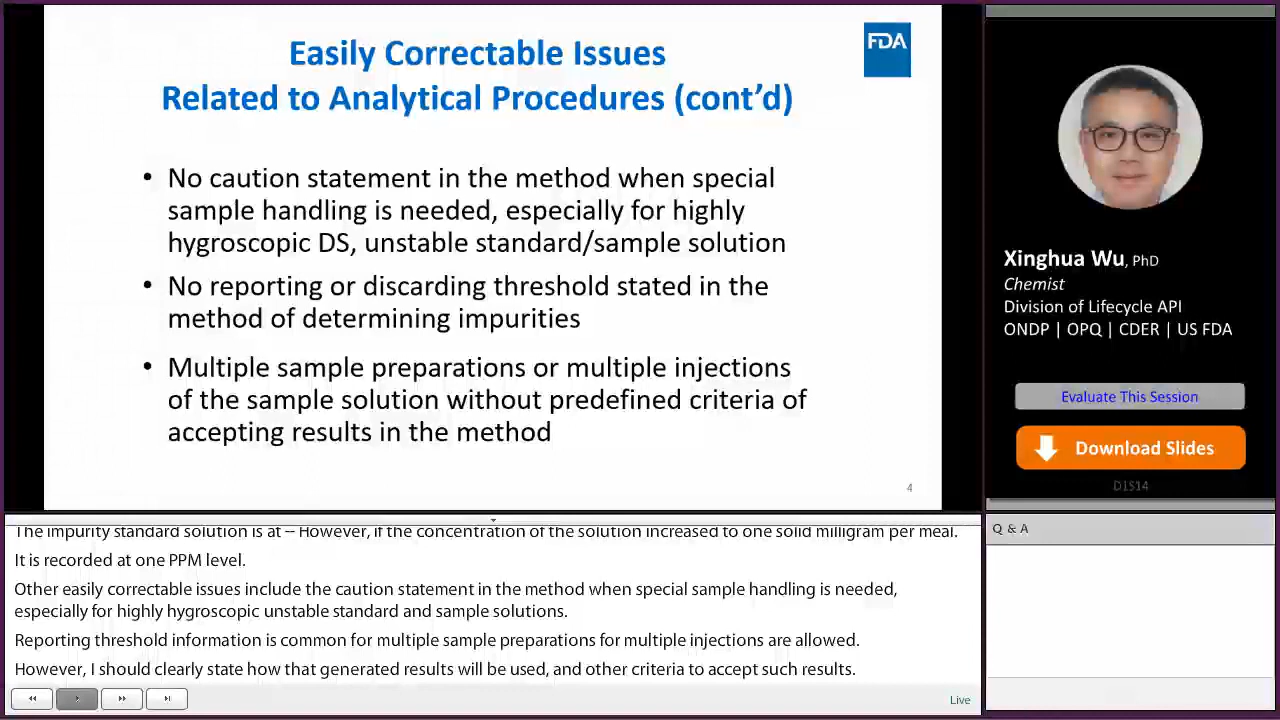 Easily Correctable Issues
Related to Analytical Procedures (cont’d)
FDA
• No caution statement in the method when special
sample handling is needed, especially for highly
hygroscopic DS, unstable standard/sample solution
• No reporting or discarding threshold stated in the
method of determining impurities
• Multiple sample preparations or multiple injections
of the sample solution without predefined criteria of
accepting results in the method
4
Xinghua Wu, PhD
Chemist
Division of Lifecycle API
ONDP | OPQ | CDER | US FDA
Evaluate This Session
Download Slides
D1S14
The impurity standard solution is at -- However, if the concentration of the solution increased to one solid milligram per meal.
It is recorded at one PPM level.
Other easily correctable issues include the caution statement in the method when special sample handling is needed,
especially for highly hygroscopic unstable standard and sample solutions.
Reporting threshold information is common for multiple sample preparations for multiple injections are allowed.
However, I should clearly state how that generated results will be used, and other criteria to accept such results.
Live
Q & A